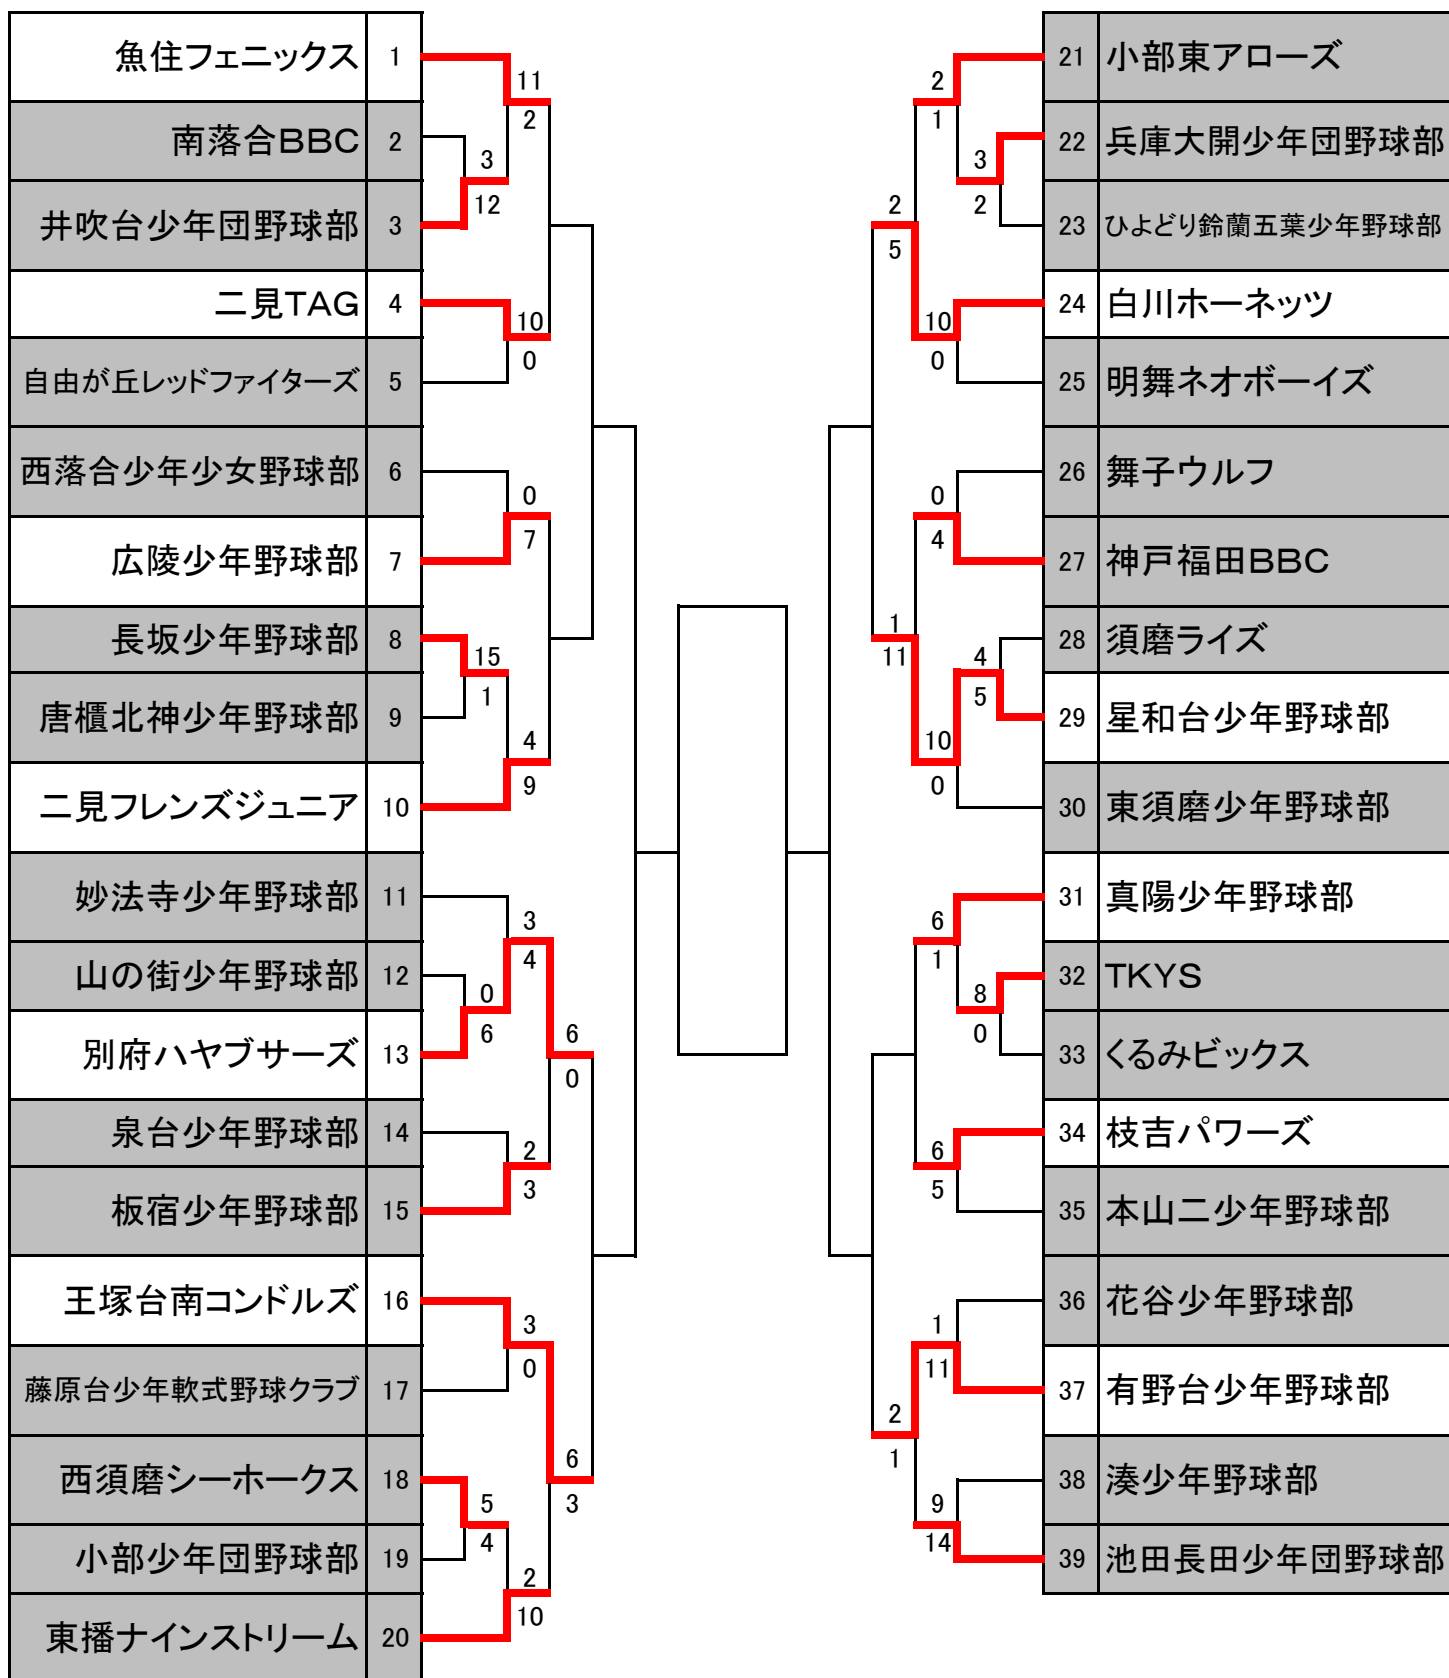 魚住フェニックス 1
南落合BBC 2
井吹台少年団野球部 3
二見TAG 4
自由が丘レッドファイターズ 5
西落合少年少女野球部 6
広陵少年野球部 7
長坂少年野球部 8
唐櫃北神少年野球部 9
二見フレンズジュニア 10
妙法寺少年野球部 11
山の街少年野球部 12
別府ハヤブサーズ 13
泉台少年野球部 14
板宿少年野球部 15
王塚台南コンドルズ 16
藤原台少年軟式野球クラブ 17
西須磨シーホークス 18
小部少年団野球部 19
東播ナインストリーム 20
11
2
3
12
10
0
0
7
15
1
4
9
3
4
0
6
6
0
2
3
3
0
6
3
5
4
2
10
2
1
3
2
2
5
10
0
0
4
1
11
4
5
10
0
6
1
8
0
6
5
1
11
2
1
9
14
21 小部東アローズ
22 兵庫大開少年団野球部
23 ひよどり鈴蘭五葉少年野球部
24 白川ホーネッツ
25 明舞ネオボーイズ
26 舞子ウルフ
27 神戸福田BBC
28 須磨ライズ
29 星和台少年野球部
30 東須磨少年野球部
31 真陽少年野球部
32 TKYS
33 くるみビックス
34 枝吉パワーズ
35 本山二少年野球部
36 花谷少年野球部
37 有野台少年野球部
38 湊少年野球部
39 池田長田少年団野球部